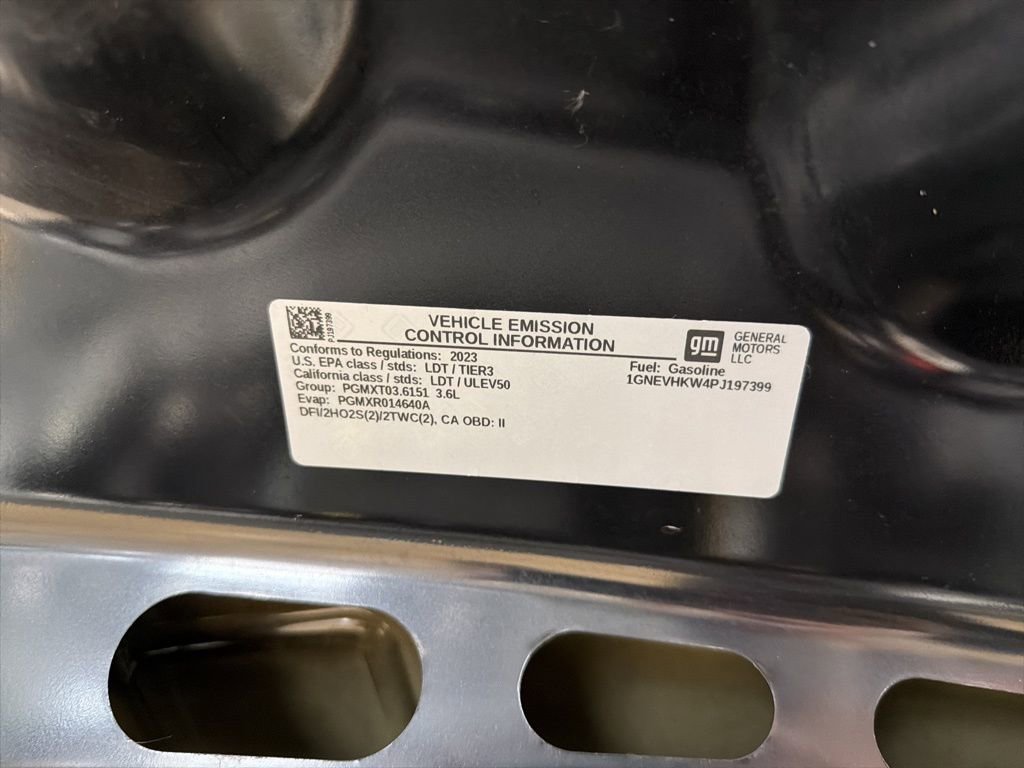 PJ197399
VEHICLE EMISSION
CONTROL INFORMATION
gm
GENERAL
MOTORS
LLC
Conforms to Regulations: 2023
U.S. EPA class / stds: LDT / TIER3
California class / stds: LDT / ULEV50
Group: PGMXT03.6151 3.6L
Evap: PGMXR014640A
DFI/2HO2S(2)/2TWC(2), CA OBD: II
Fuel: Gasoline
1GNEVHKW4PJ197399